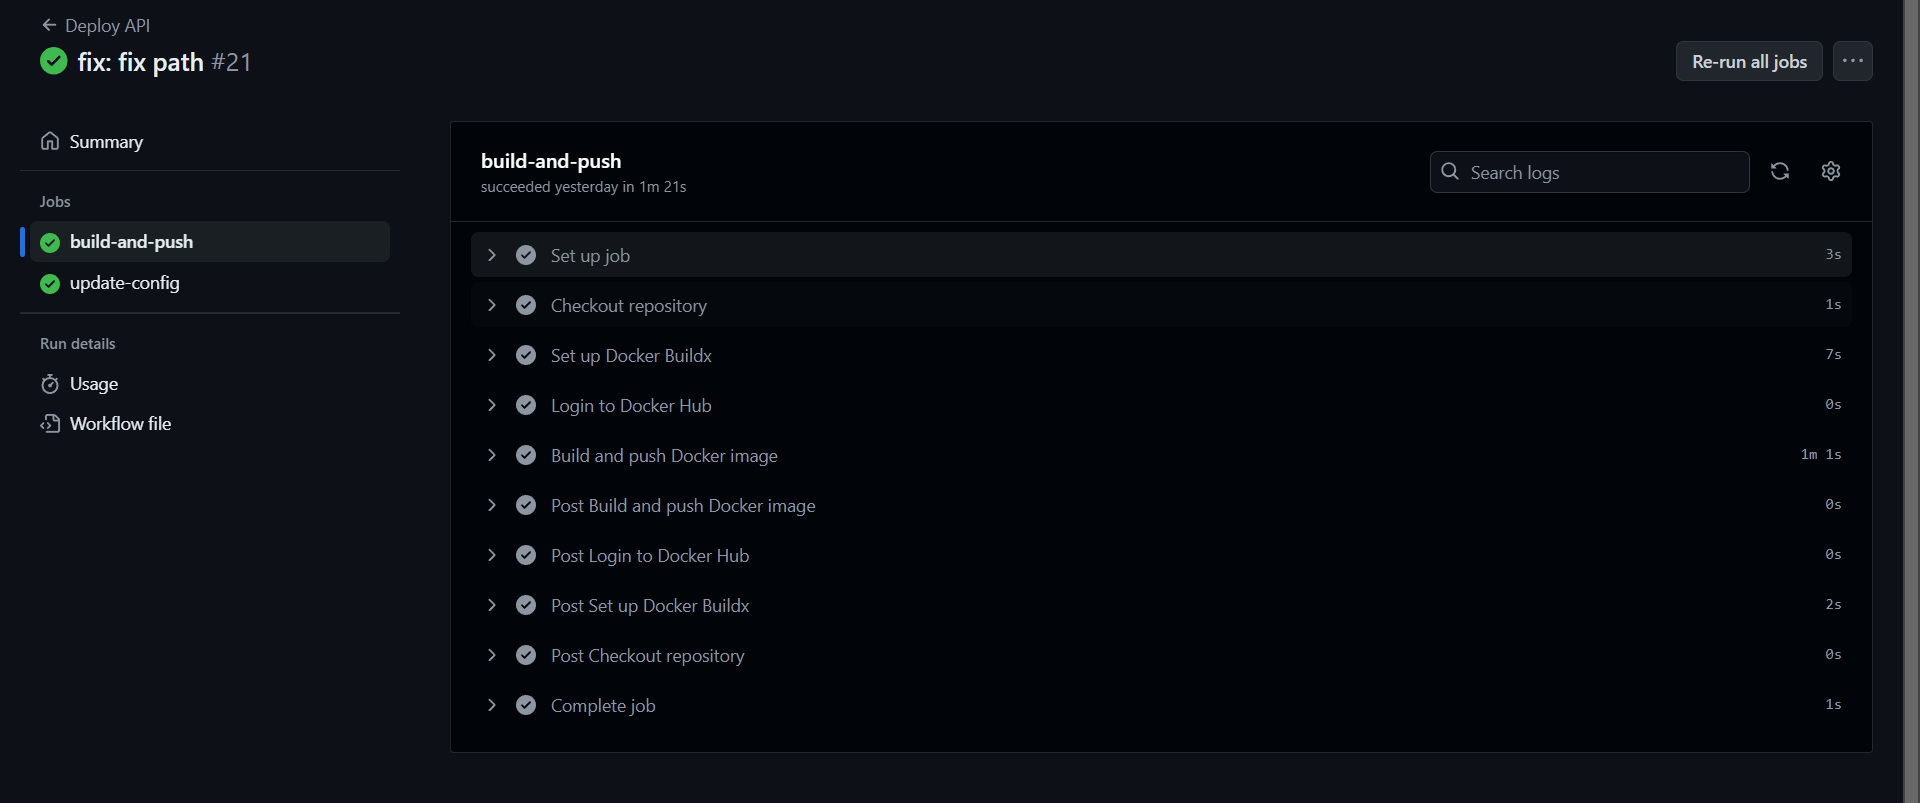 Deploy API
fix: fix path #21
Re-run all jobs
Summary
Jobs
build-and-push
update-config
Run details
Usage
Workflow file
build-and-push
succeeded yesterday in 1m 21s
Search logs
Set up job 3s
Checkout repository 1s
Set up Docker Buildx 7s
Login to Docker Hub 0s
Build and push Docker image 1m 1s
Post Build and push Docker image 0s
Post Login to Docker Hub 0s
Post Set up Docker Buildx 2s
Post Checkout repository 0s
Complete job 1s